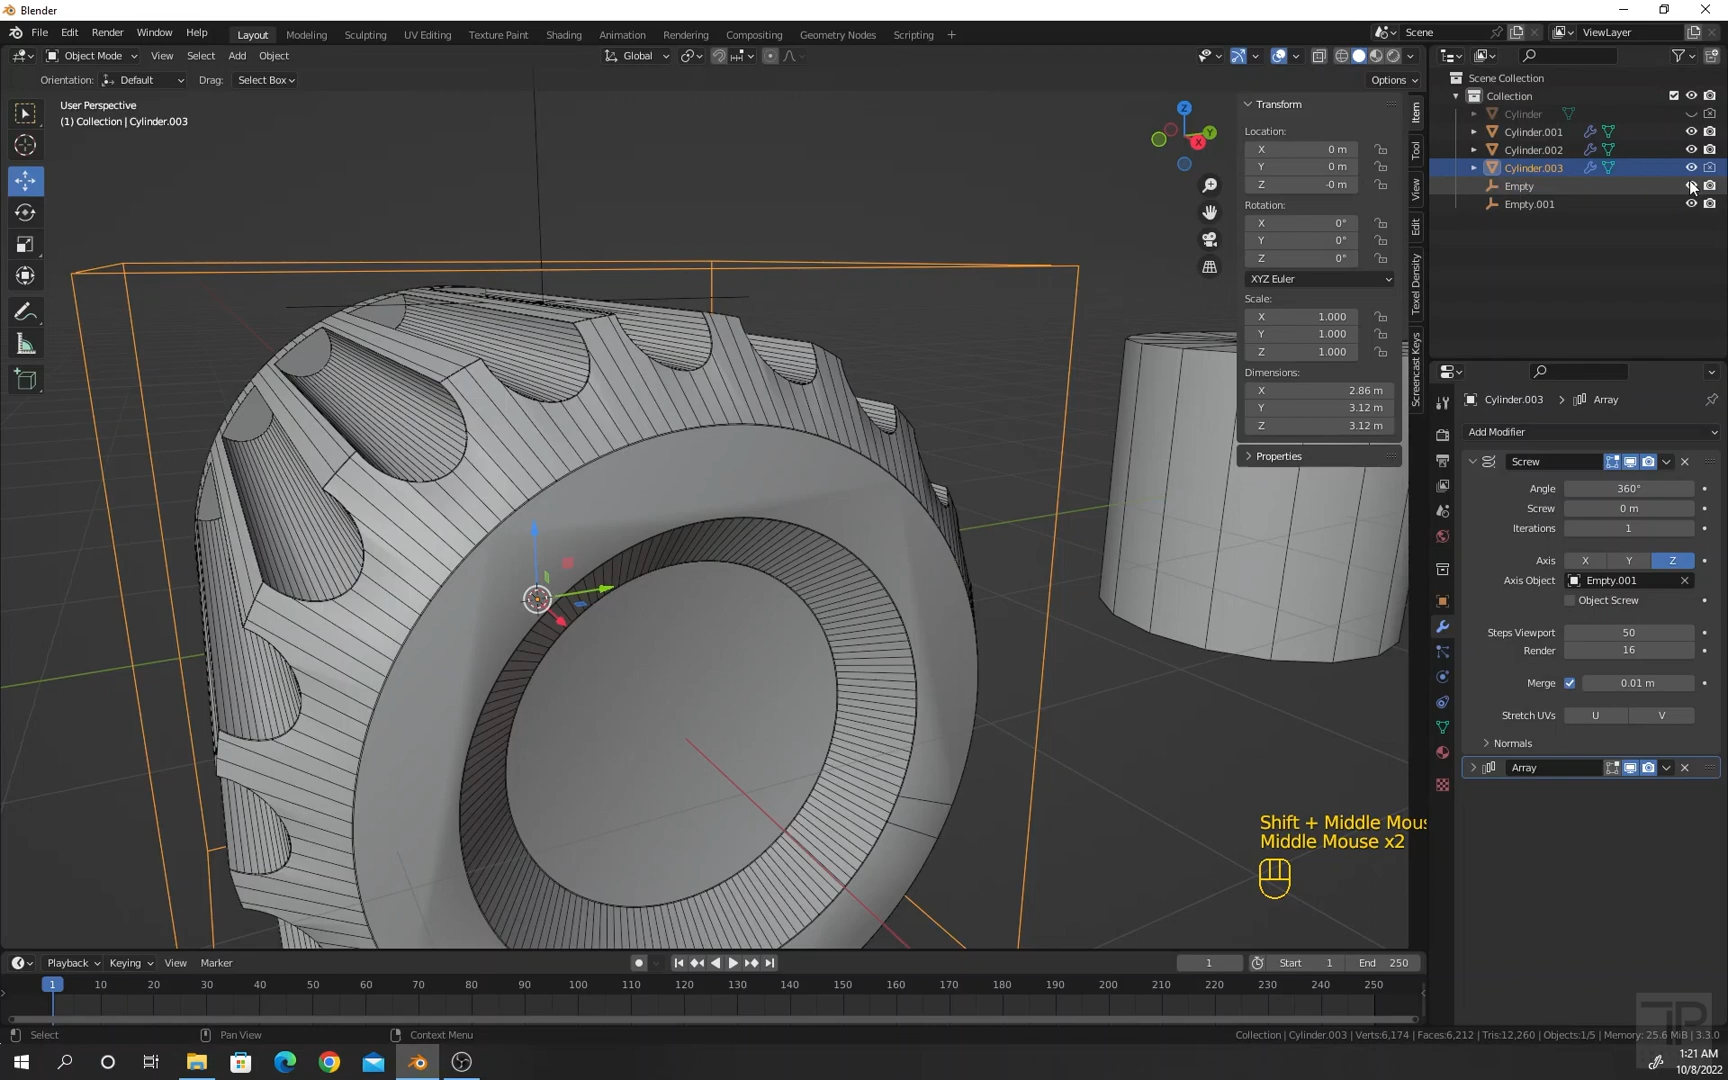 Blender
File Edit Render Window Help Layout Modeling Sculpting UV Editing Texture Paint Shading Animation Rendering Compositing Geometry Nodes Scripting + Scene ViewLayer
Object Mode View Select Add Object Global
Orientation: Default Drag: Select Box Options
User Perspective
(1) Collection | Cylinder.003
Z
Y
X
Transform
Location:
X 0 m
Y 0 m
Z -0 m
Rotation:
X 0°
Y 0°
Z 0°
XYZ Euler
Scale:
X 1.000
Y 1.000
Z 1.000
Dimensions:
X 2.86 m
Y 3.12 m
Z 3.12 m
Properties
Item
Tool
View
Edit
Texel Density
Screencast Keys
Scene Collection
Collection
Cylinder
Cylinder.001
Cylinder.002
Cylinder.003
Empty
Empty.001
Cylinder.003 > Array
Add Modifier
Screw
Angle 360°
Screw 0 m
Iterations 1
Axis X Y Z
Axis Object Empty.001
Object Screw
Steps Viewport 50
Render 16
Merge 0.01 m
Stretch UVs U V
Normals
Array
Shift + Middle Mous
Middle Mouse x2
Playback Keying View Marker 1 Start 1 End 250
1 10 20 30 40 50 60 70 80 90 100 110 120 130 140 150 160 170 180 190 200 210 220 230 240 250
Select Pan View Context Menu Collection | Cylinder.003 | Verts:6,174 | Faces:6,212 | Tris:12,260 | Objects:1/5 | Memory: 25.6 MiB | 3.3.0
1:21 AM
10/8/2022